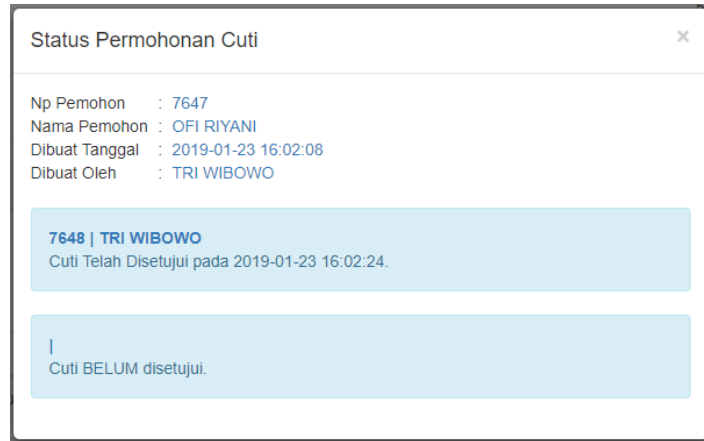 Status Permohonan Cuti ×
Np Pemohon : 7647
Nama Pemohon : OFI RIYANI
Dibuat Tanggal : 2019-01-23 16:02:08
Dibuat Oleh : TRI WIBOWO
7648 | TRI WIBOWO
Cuti Telah Disetujui pada 2019-01-23 16:02:24.
|
Cuti BELUM disetujui.